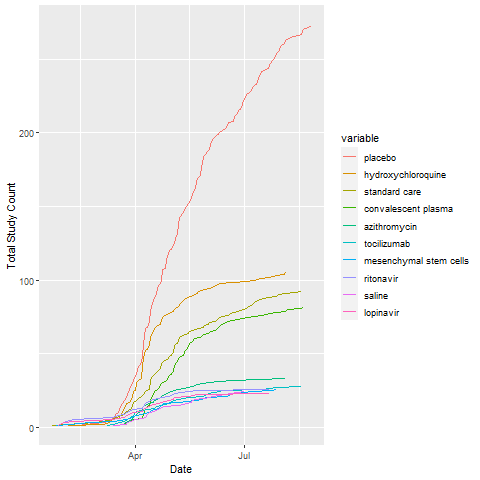 Total Study Count
200
100
0
Apr
Jul
Date
variable
placebo
hydroxychloroquine
standard care
convalescent plasma
azithromycin
tocilizumab
mesenchymal stem cells
ritonavir
saline
lopinavir